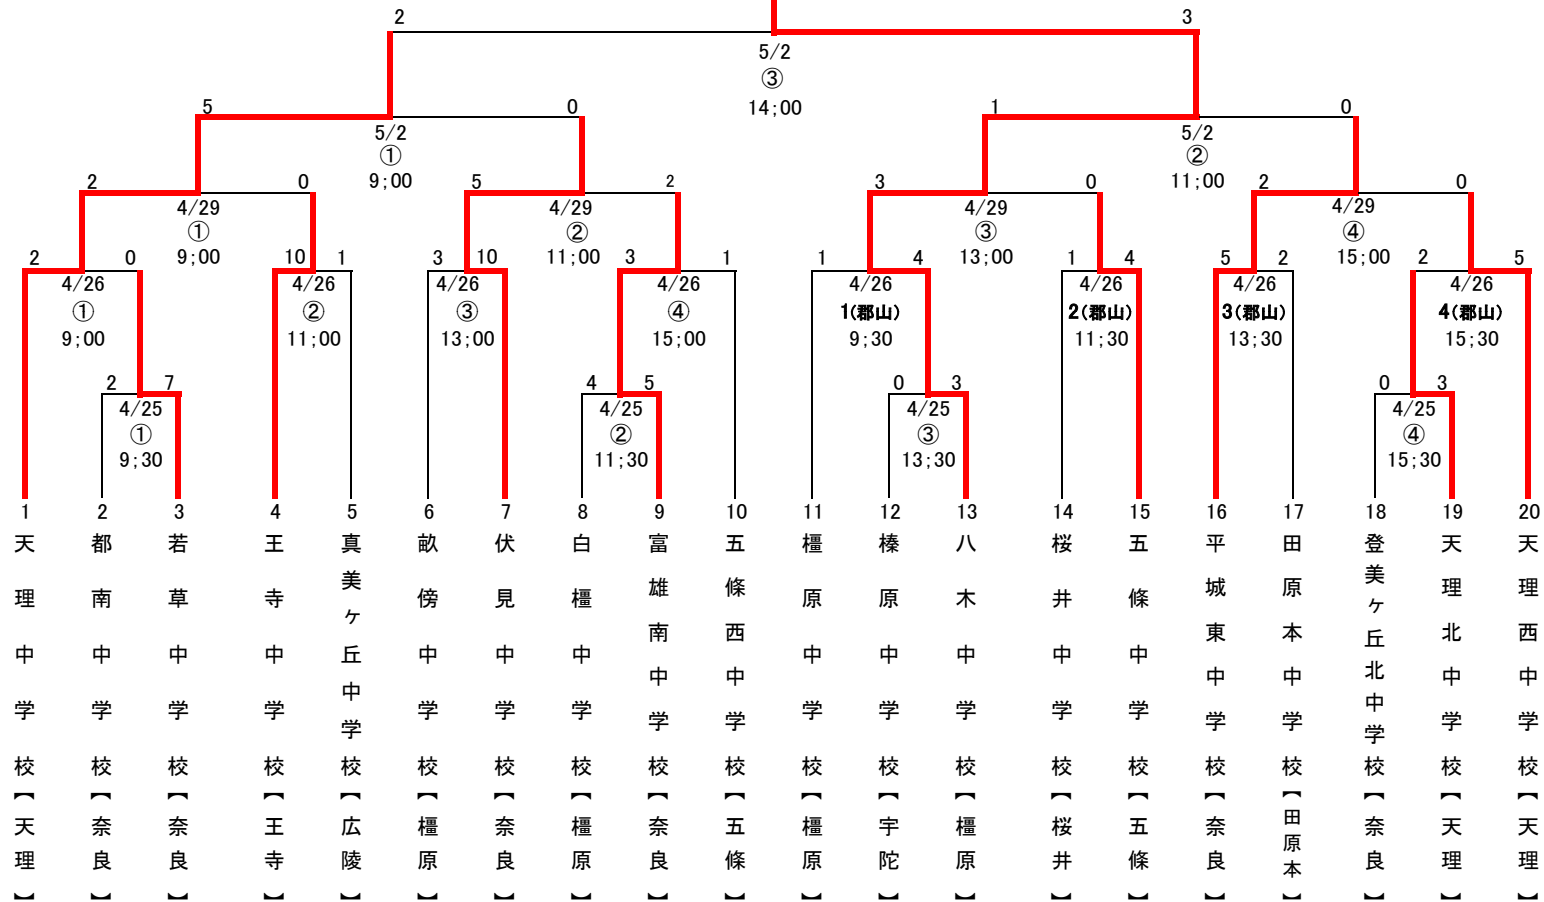 2 3
5/2
③
14;00
5 0 1 0
5/2 5/2
① ②
9;00 11;00
2 0 5 2 3 0 2 0
4/29 4/29 4/29 4/29
① ② ③ ④
9;00 11;00 13;00 15;00
2 0 10 1 3 10 3 1 1 4 1 4 5 2 2 5
4/26 4/26 4/26 4/26 4/26 4/26 4/26 4/26
① ② ③ ④ 1(郡山) 2(郡山) 3(郡山) 4(郡山)
9;00 11;00 13;00 15;00 9;30 11;30 13;30 15;30
2 7 4 5 0 3 0 3
4/25 4/25 4/25 4/25
① ② ③ ④
9;30 11;30 13;30 15;30
1 2 3 4 5 6 7 8 9 10 11 12 13 14 15 16 17 18 19 20
天理中学校【天理】
都南中学校【奈良】
若草中学校【奈良】
王寺中学校【王寺】
真美ヶ丘中学校【広陵】
畝傍中学校【橿原】
伏見中学校【奈良】
白橿中学校【橿原】
富雄南中学校【奈良】
五條西中学校【五條】
橿原中学校【橿原】
榛原中学校【宇陀】
八木中学校【橿原】
桜井中学校【桜井】
五條中学校【五條】
平城東中学校【奈良】
田原本中学校【田原本】
登美ヶ丘北中学校【奈良】
天理北中学校【天理】
天理西中学校【天理】